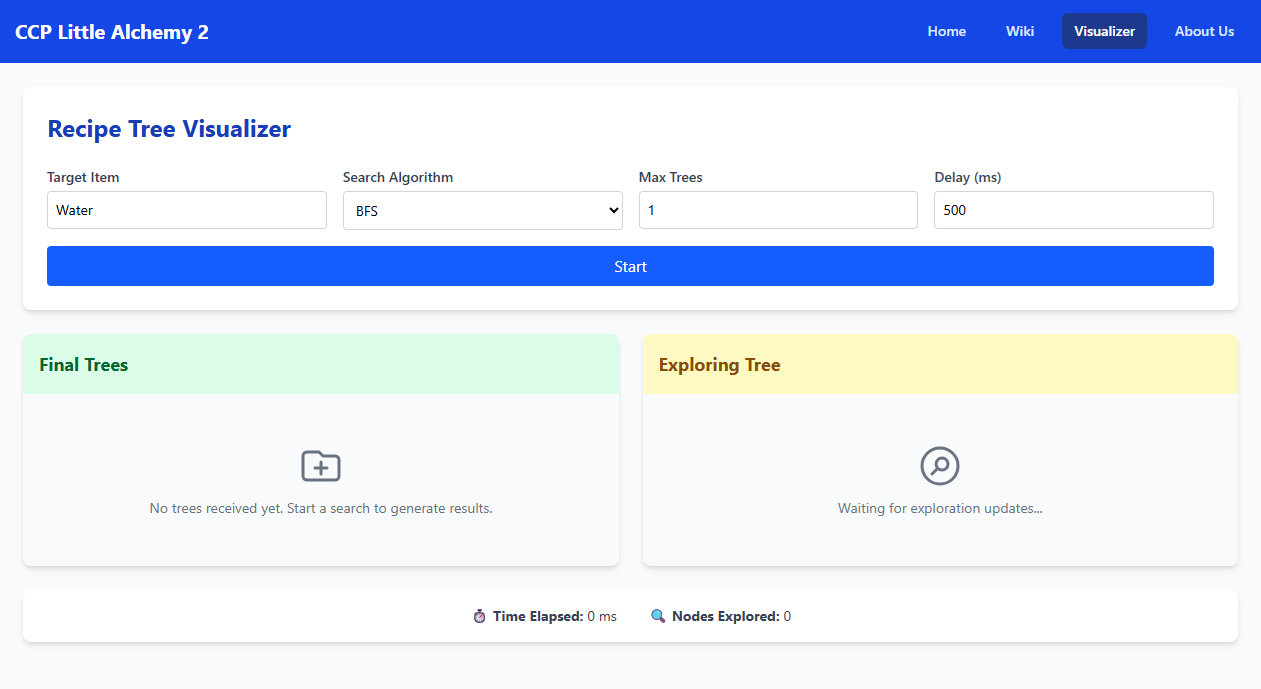 CCP Little Alchemy 2
Home
Wiki
Visualizer
About Us
Recipe Tree Visualizer
Target Item
Search Algorithm
Max Trees
Delay (ms)
Water
BFS
1
500
Start
Final Trees
Exploring Tree
No trees received yet. Start a search to generate results.
Waiting for exploration updates...
Time Elapsed: 0 ms
Nodes Explored: 0